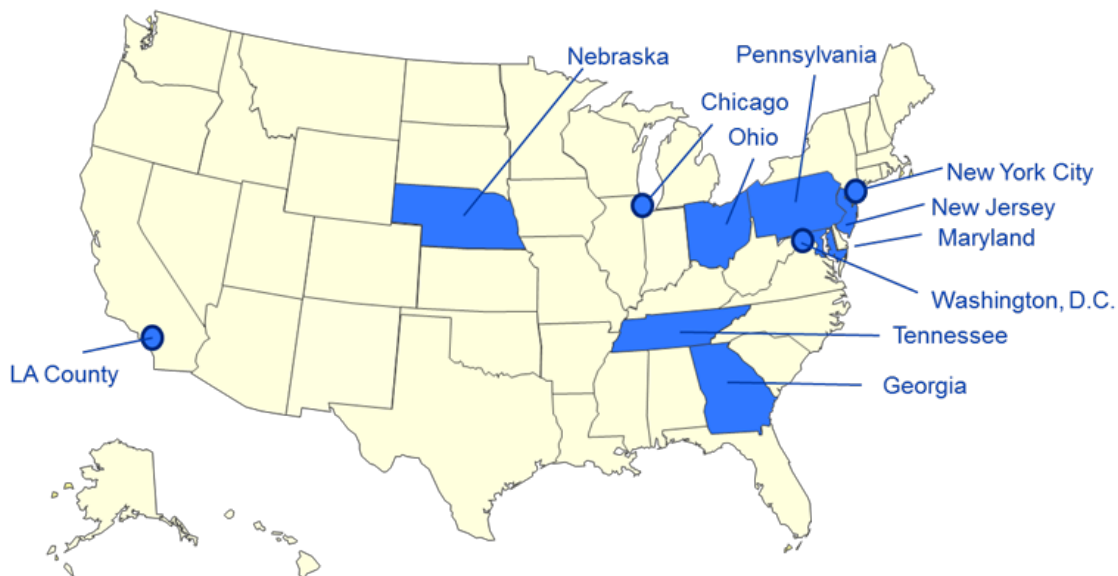 Nebraska
Pennsylvania
Chicago
Ohio
New York City
New Jersey
Maryland
Washington, D.C.
Tennessee
LA County
Georgia